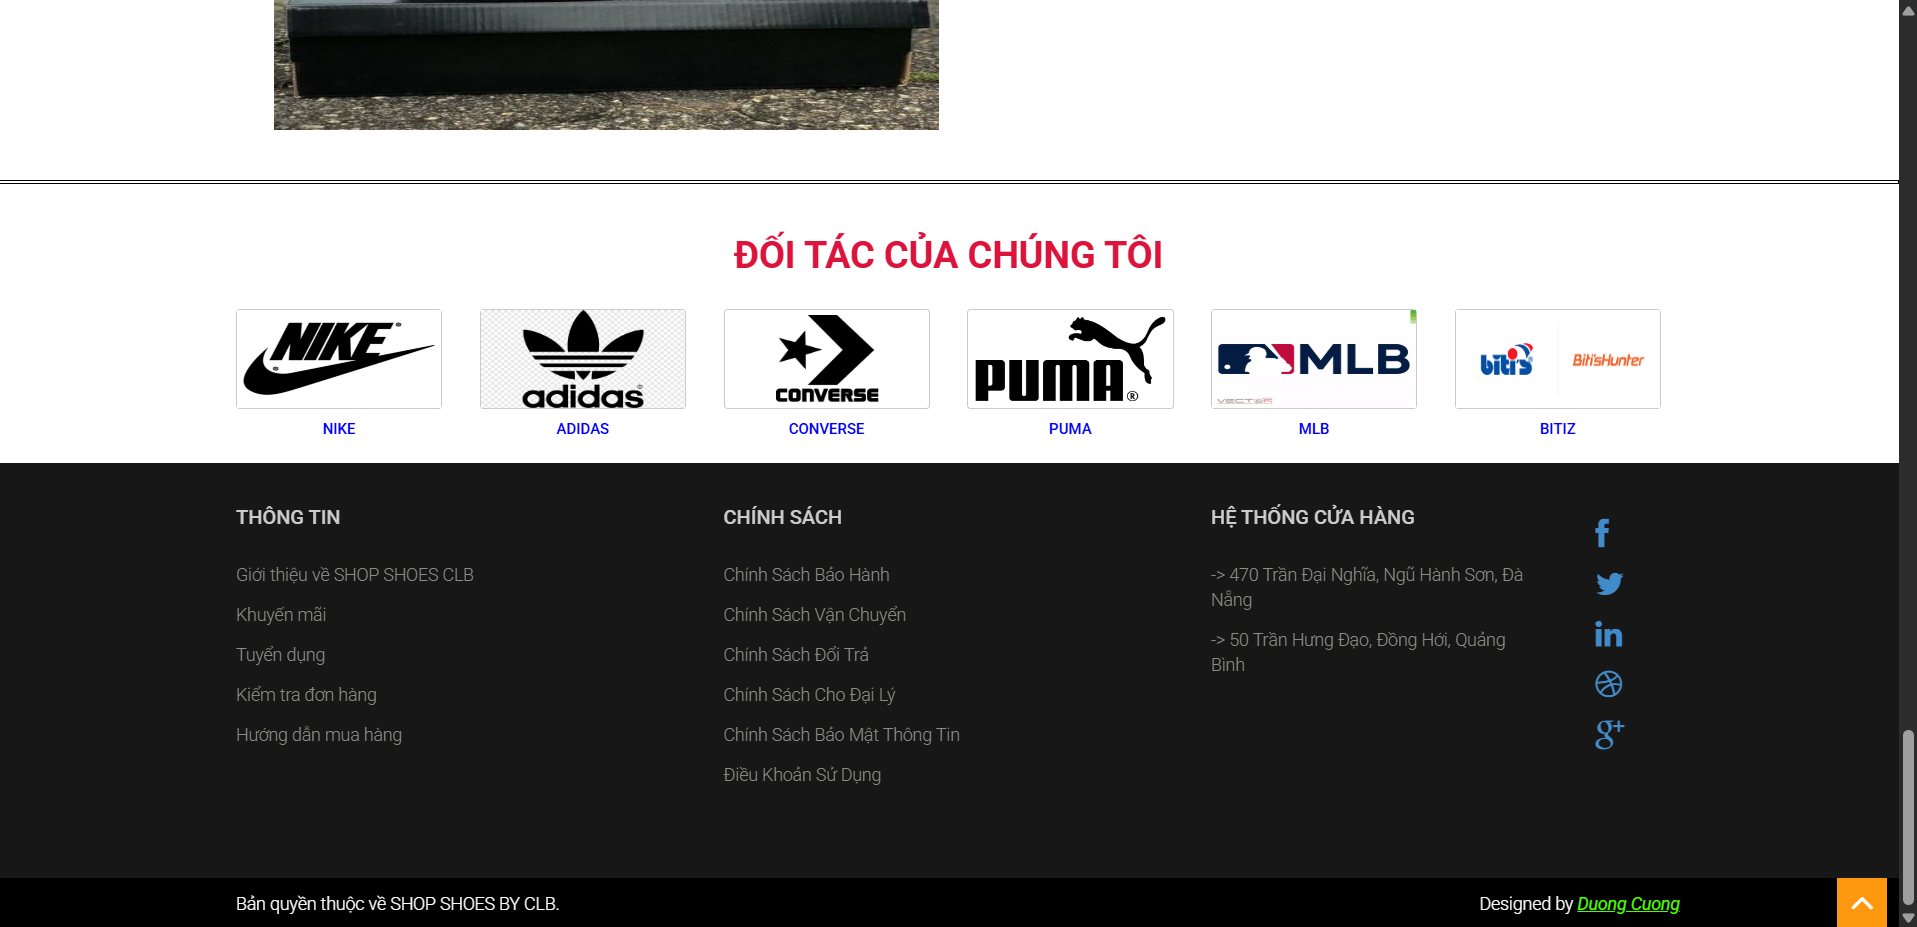 ĐỐI TÁC CỦA CHÚNG TÔI
NIKE
adidas
CONVERSE
PUMA
MLB
VECTOR
biti's
Biti'sHunter
NIKE
ADIDAS
CONVERSE
PUMA
MLB
BITIZ
THÔNG TIN
Giới thiệu về SHOP SHOES CLB
Khuyến mãi
Tuyển dụng
Kiểm tra đơn hàng
Hướng dẫn mua hàng
CHÍNH SÁCH
Chính Sách Bảo Hành
Chính Sách Vận Chuyển
Chính Sách Đổi Trả
Chính Sách Cho Đại Lý
Chính Sách Bảo Mật Thông Tin
Điều Khoản Sử Dụng
HỆ THỐNG CỬA HÀNG
-> 470 Trần Đại Nghĩa, Ngũ Hành Sơn, Đà
Nẵng
-> 50 Trần Hưng Đạo, Đồng Hới, Quảng
Bình
Bản quyền thuộc về SHOP SHOES BY CLB.
Designed by Duong Cuong